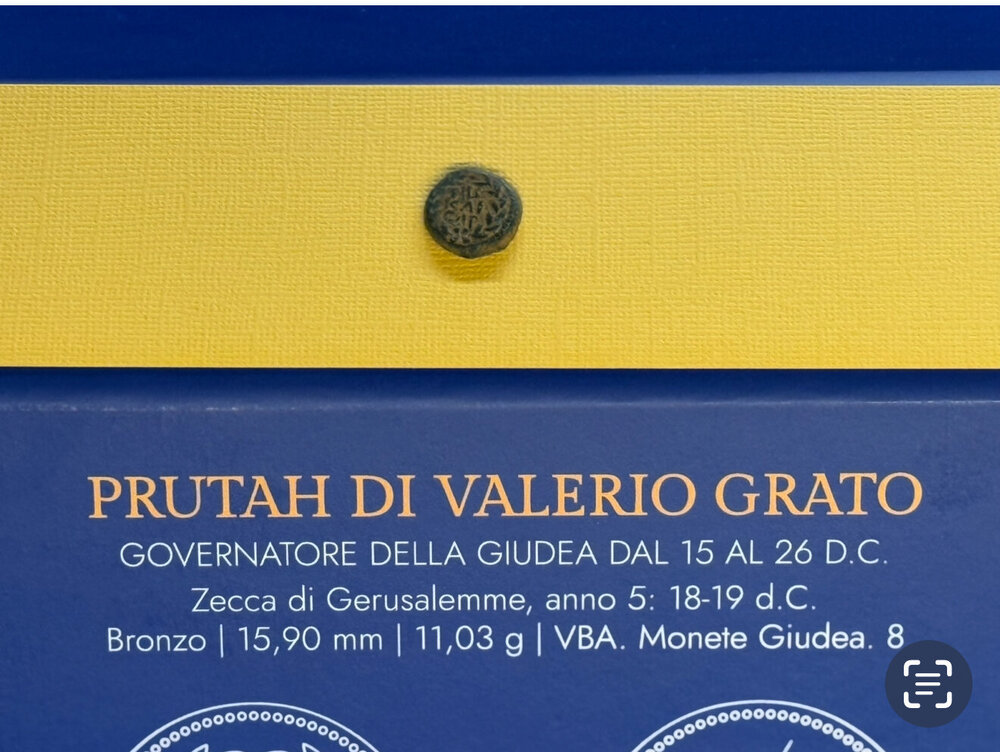 PRUTAH DI VALERIO GRATO
GOVERNATORE DELLA GIUDEA DAL 15 AL 26 D.C.
Zecca di Gerusalemme, anno 5: 18-19 d.C.
Bronzo | 15,90 mm | 11,03 g | VBA. Monete Giudea. 8